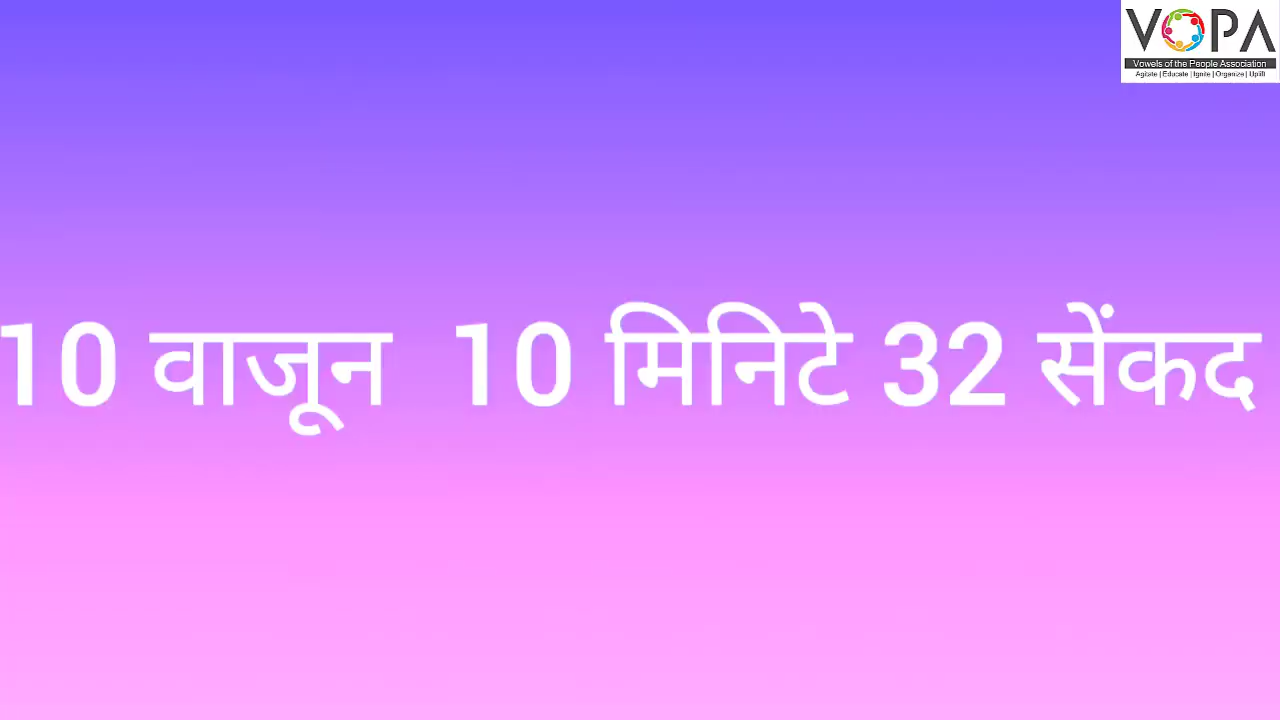 VOPA
Vowels of the People Association
Agitate | Educate | Ignite | Organize | Uplift
10 वाजून 10 मिनिटे 32 सेंकद